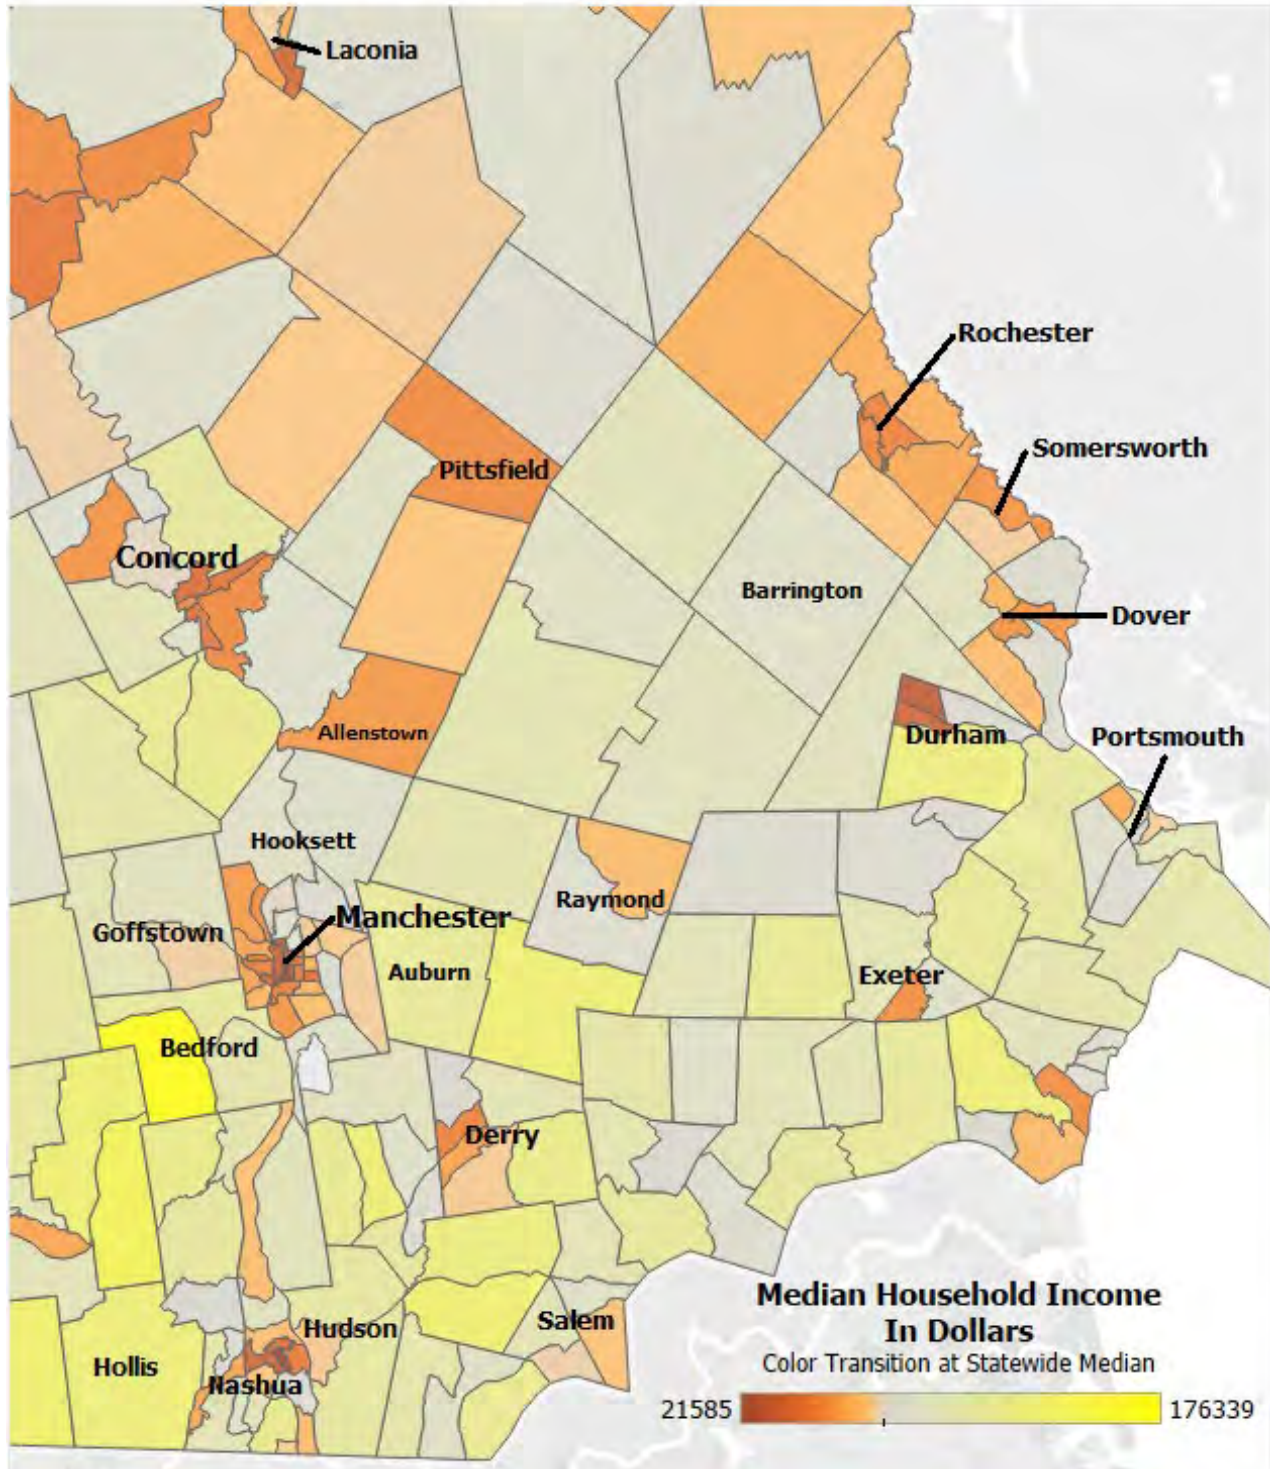 Laconia
Rochester
Somersworth
Pittsfield
Concord
Barrington
Dover
Allenstown
Durham
Portsmouth
Hooksett
Raymond
Manchester
Goffstown
Auburn
Exeter
Bedford
Derry
Median Household Income
In Dollars
Color Transition at Statewide Median
21585
176339
Salem
Hudson
Hollis
Nashua